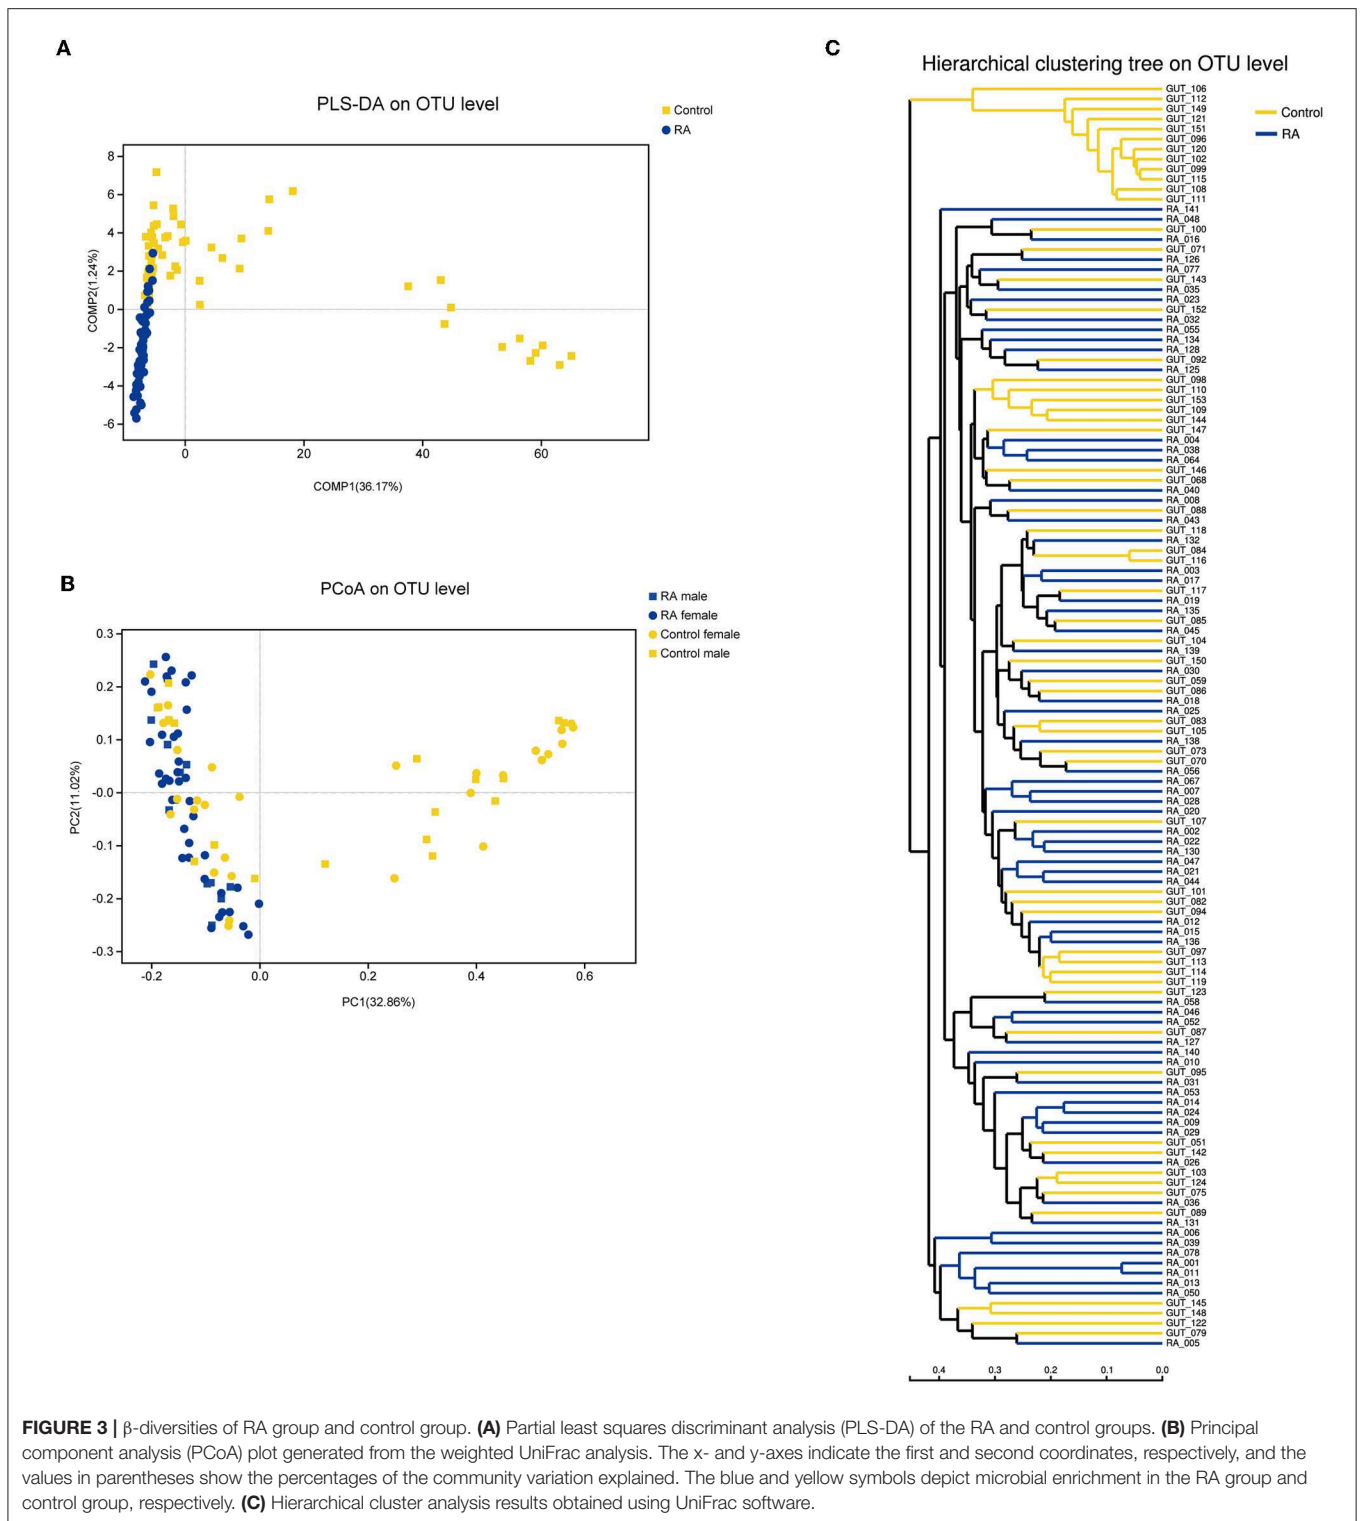 A
PLS-DA on OTU level
Control
RA
8
6
4
2
0
-2
-4
-6
COMP2(1.24%)
0
20
40
60
COMP1(36.17%)
B
PCoA on OTU level
RA male
RA female
Control female
Control male
0.3
0.2
0.1
-0.0
-0.1
-0.2
-0.3
PC2(11.02%)
-0.2
0.0
0.2
0.4
0.6
PC1(32.86%)
C
Hierarchical clustering tree on OTU level
Control
RA
GUT_106
GUT_112
GUT_149
GUT_121
GUT_151
GUT_096
GUT_120
GUT_102
GUT_099
GUT_115
GUT_108
GUT_111
RA_141
RA_048
GUT_100
RA_016
GUT_071
RA_126
RA_077
GUT_143
RA_035
RA_023
GUT_152
RA_032
RA_055
RA_134
RA_128
GUT_092
RA_125
GUT_098
GUT_110
GUT_153
GUT_109
GUT_144
GUT_147
RA_004
RA_038
RA_064
GUT_146
GUT_068
RA_040
RA_008
GUT_088
RA_043
GUT_118
RA_132
GUT_084
GUT_116
RA_003
RA_017
GUT_117
RA_019
RA_135
GUT_085
RA_045
GUT_104
RA_139
GUT_150
RA_030
GUT_059
GUT_086
RA_018
RA_025
GUT_083
GUT_105
RA_138
GUT_073
GUT_070
RA_056
RA_067
RA_007
RA_028
RA_020
GUT_107
RA_002
RA_022
RA_130
RA_047
RA_021
RA_044
GUT_101
GUT_082
GUT_094
RA_012
RA_015
RA_136
GUT_097
GUT_113
GUT_114
GUT_119
GUT_123
RA_058
RA_046
RA_052
GUT_087
RA_127
RA_140
RA_010
GUT_095
RA_031
RA_053
RA_014
RA_024
RA_009
RA_029
GUT_051
GUT_142
RA_026
GUT_103
GUT_124
GUT_075
RA_036
GUT_089
RA_131
RA_006
RA_039
RA_078
RA_001
RA_011
RA_013
RA_050
GUT_145
GUT_148
GUT_122
GUT_079
RA_005
0.4
0.3
0.2
0.1
0.0
FIGURE 3 | β-diversities of RA group and control group. (A) Partial least squares discriminant analysis (PLS-DA) of the RA and control groups. (B) Principal
component analysis (PCoA) plot generated from the weighted UniFrac analysis. The x- and y-axes indicate the first and second coordinates, respectively, and the
values in parentheses show the percentages of the community variation explained. The blue and yellow symbols depict microbial enrichment in the RA group and
control group, respectively. (C) Hierarchical cluster analysis results obtained using UniFrac software.